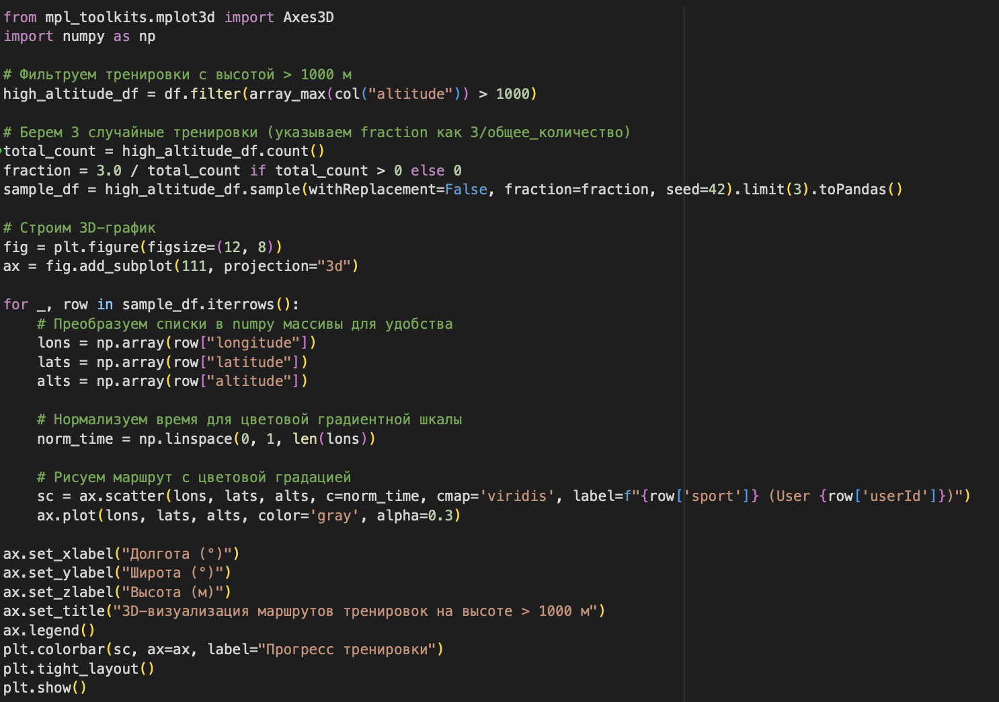 from mpl_toolkits.mplot3d import Axes3D
import numpy as np

# Фильтруем тренировки с высотой > 1000 м
high_altitude_df = df.filter(array_max(col("altitude")) > 1000)

# Берем 3 случайные тренировки (указываем fraction как 3/общее_количество)
total_count = high_altitude_df.count()
fraction = 3.0 / total_count if total_count > 0 else 0
sample_df = high_altitude_df.sample(withReplacement=False, fraction=fraction, seed=42).limit(3).toPandas()

# Строим 3D-график
fig = plt.figure(figsize=(12, 8))
ax = fig.add_subplot(111, projection="3d")

for _, row in sample_df.iterrows():
    # Преобразуем списки в numpy массивы для удобства
    lons = np.array(row["longitude"])
    lats = np.array(row["latitude"])
    alts = np.array(row["altitude"])

    # Нормализуем время для цветовой градиентной шкалы
    norm_time = np.linspace(0, 1, len(lons))

    # Рисуем маршрут с цветовой градацией
    sc = ax.scatter(lons, lats, alts, c=norm_time, cmap='viridis', label=f"{row['sport']} (User {row['userId']})")
    ax.plot(lons, lats, alts, color='gray', alpha=0.3)

ax.set_xlabel("Долгота (°)")
ax.set_ylabel("Широта (°)")
ax.set_zlabel("Высота (м)")
ax.set_title("3D-визуализация маршрутов тренировок на высоте > 1000 м")
ax.legend()
plt.colorbar(sc, ax=ax, label="Прогресс тренировки")
plt.tight_layout()
plt.show()